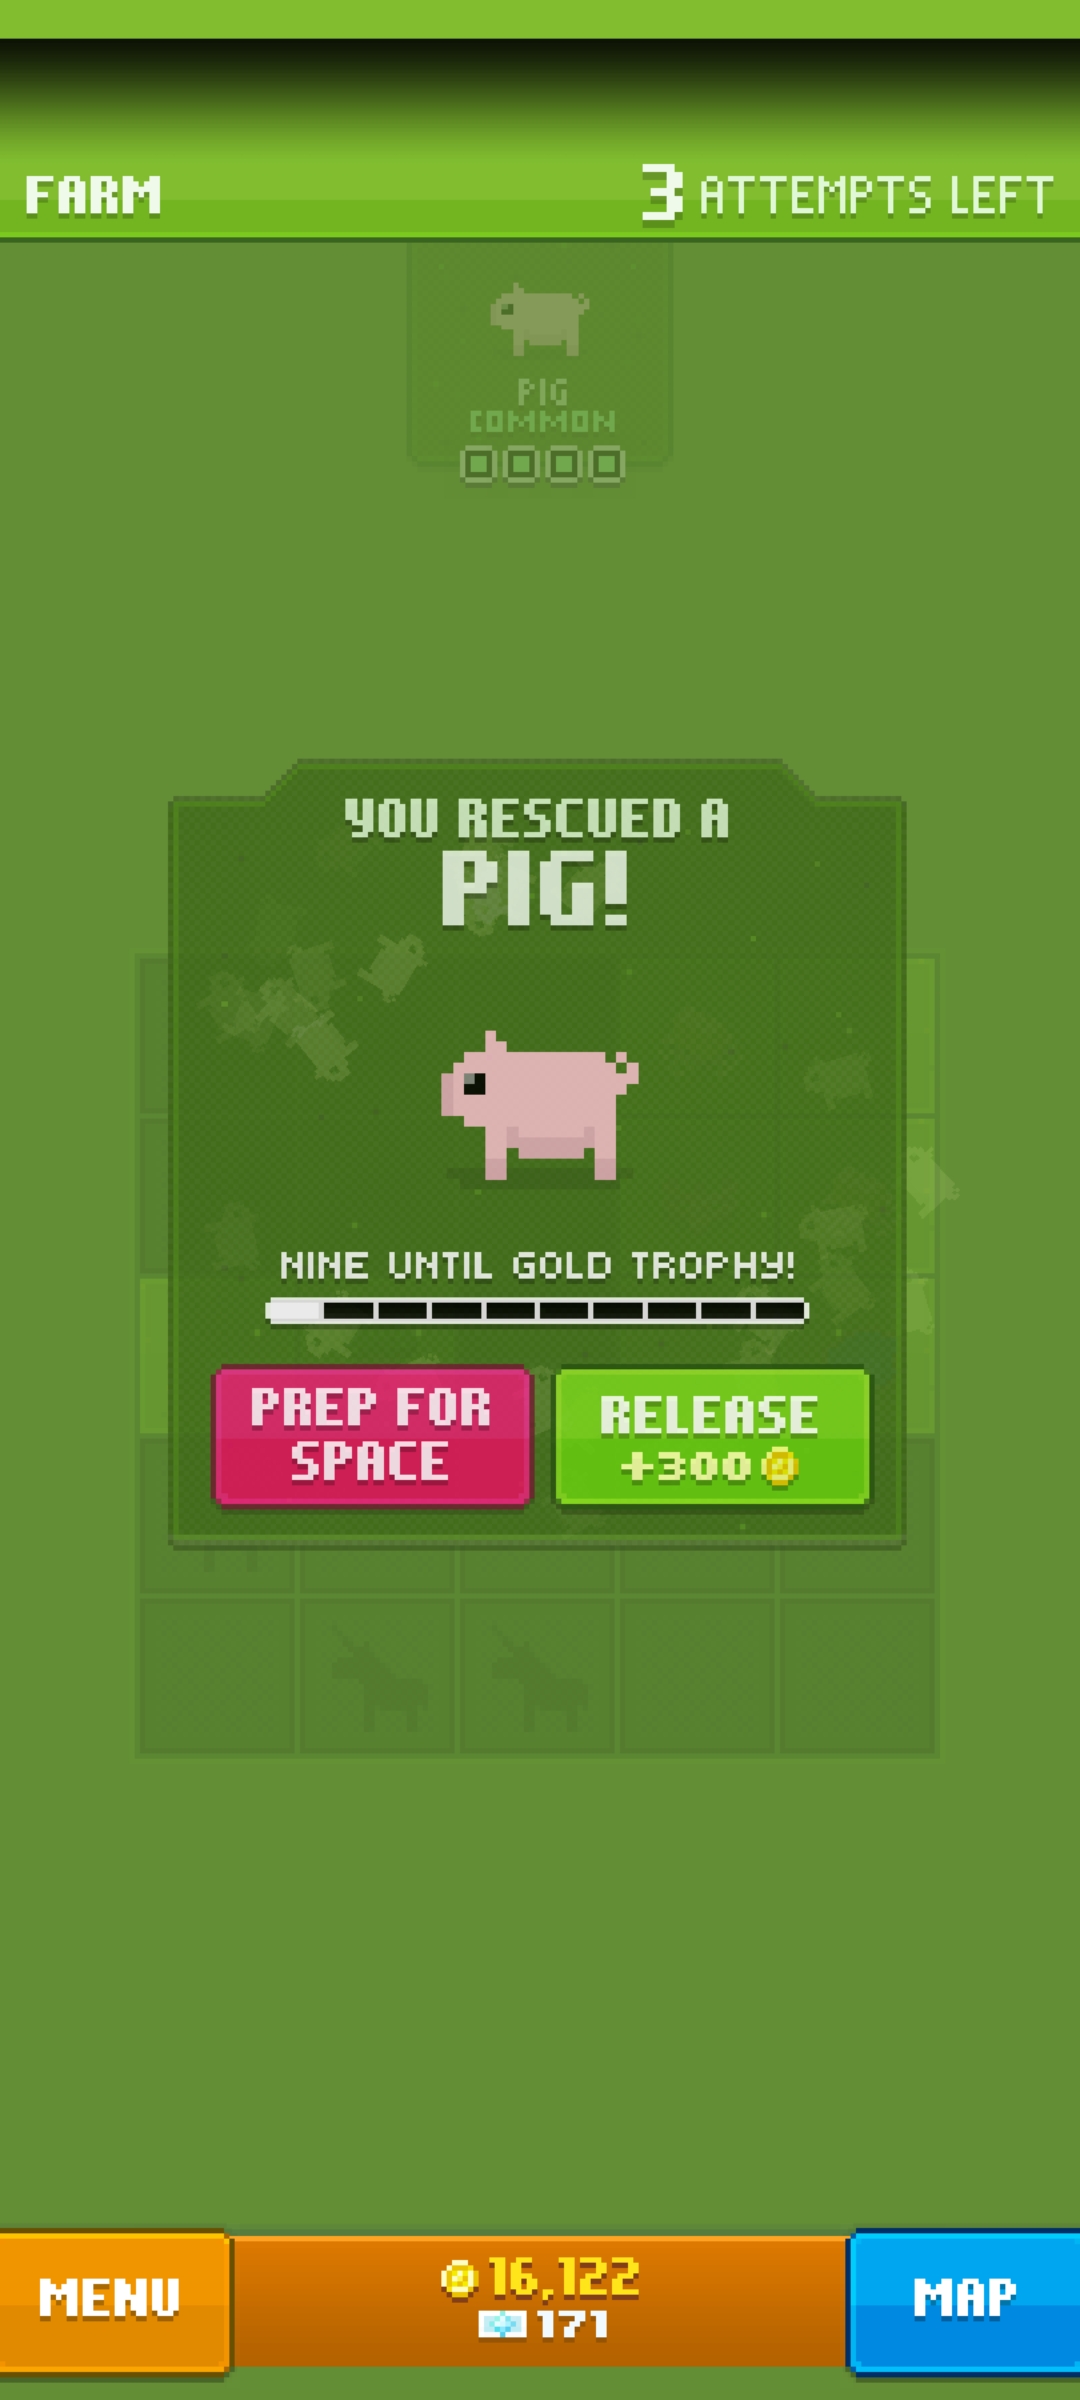 FARM
3 ATTEMPTS LEFT
PIG
COMMON
YOU RESCUED A
PIG!
NINE UNTIL GOLD TROPHY!
PREP FOR
SPACE
RELEASE
+300
MENU
16,122
171
MAP